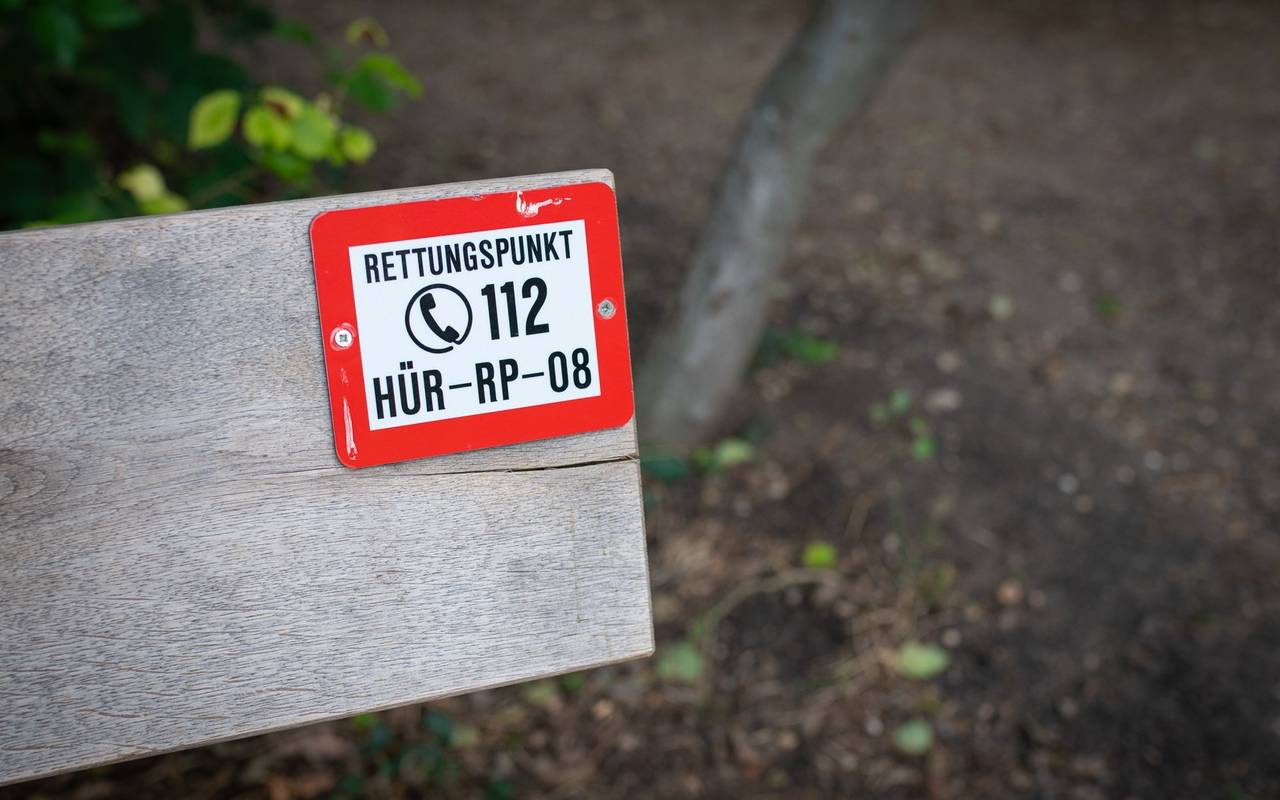 RETTUNGSPUNKT
112
HÜR-RP-08